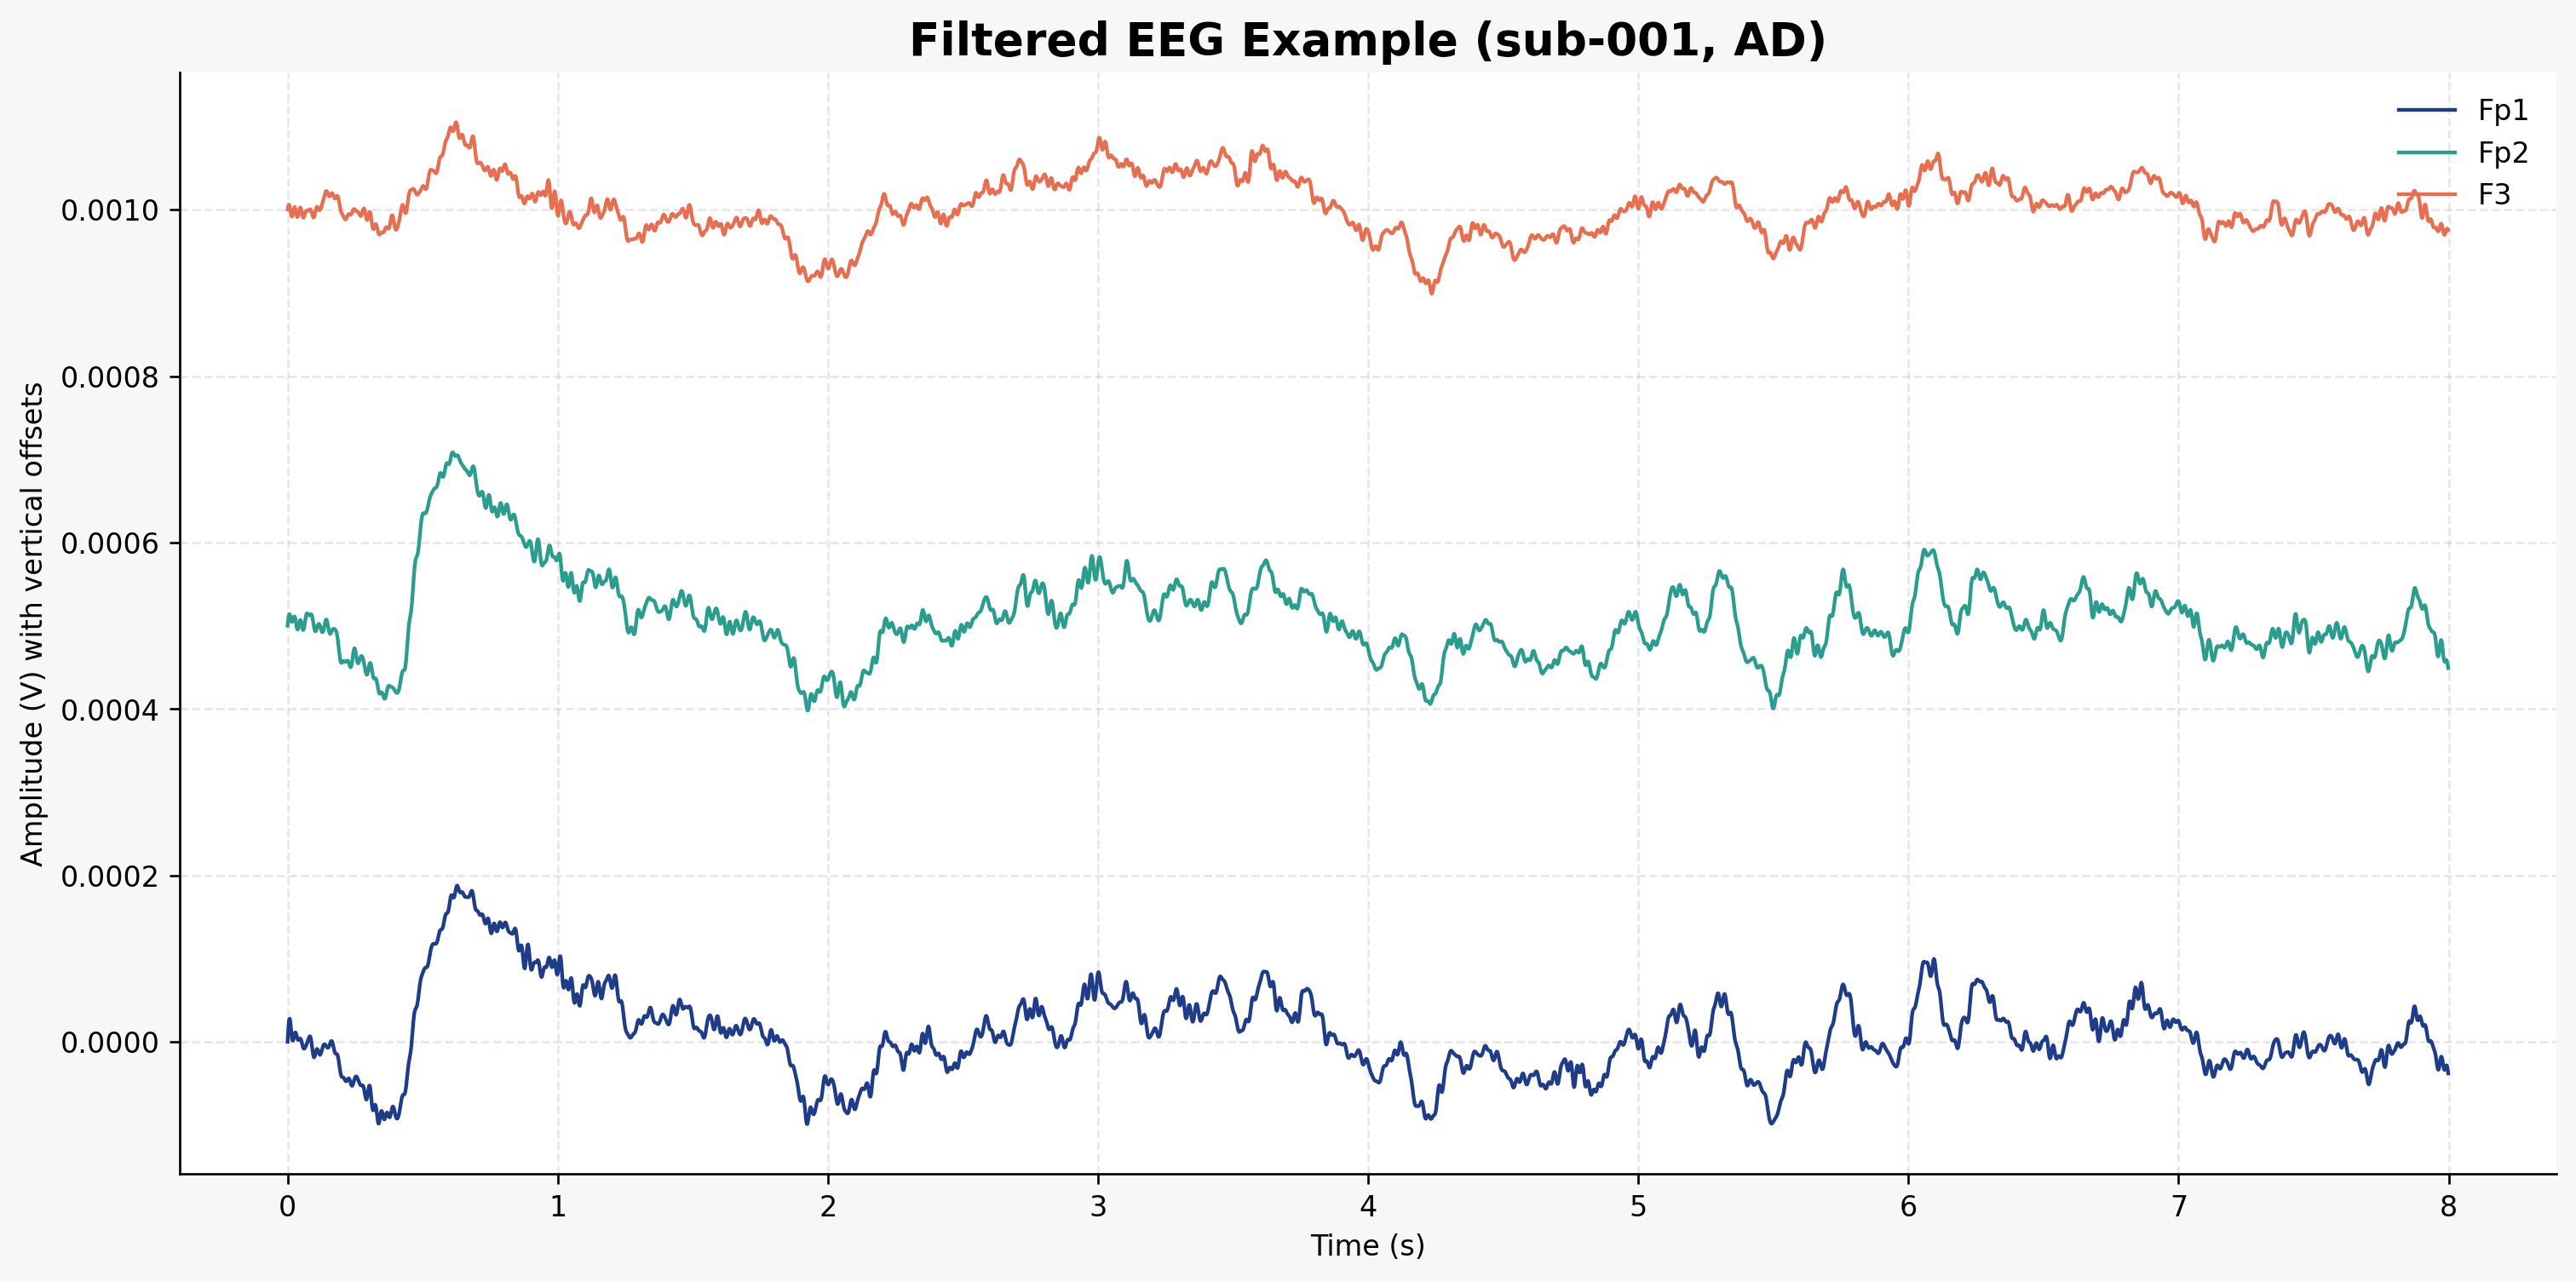 Filtered EEG Example (sub-001, AD)
Fp1
Fp2
F3
Amplitude (V) with vertical offsets
0.0010
0.0008
0.0006
0.0004
0.0002
0.0000
0 1 2 3 4 5 6 7 8
Time (s)